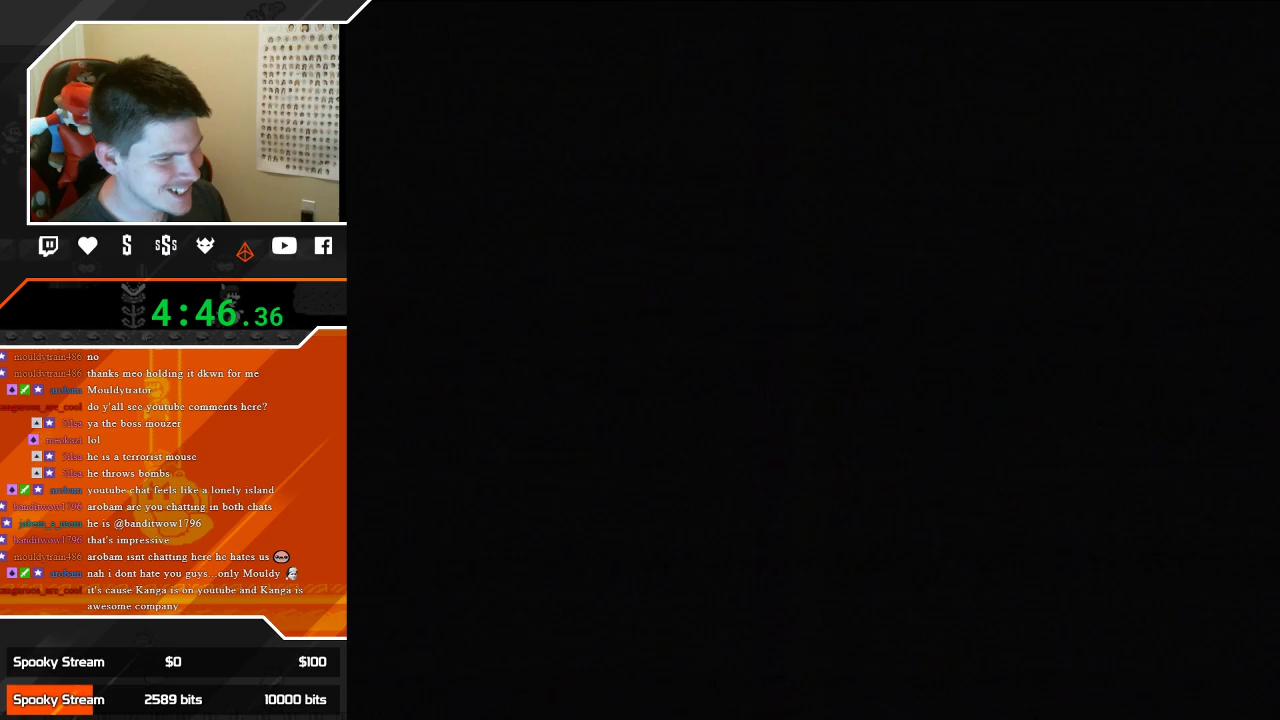 4:46.36
mouldytrain486 no
mouldytrain486 thanks meo holding it dkwn for me
arobam Mouldytrator
do y'all see youtube comments here?
ya the boss mouzer
lol
he is a terrorist mouse
he throws bombs
arobam youtube chat feels like a lonely island
banditwow1796 arobam are you chatting in both chats
he is @banditwow1796
banditwow1796 that's impressive
mouldytrain486 arobam isnt chatting here he hates us
arobam nah i dont hate you guys...only Mouldy
it's cause Kanga is on youtube and Kanga is
awesome company
Spooky Stream $0 $100
Spooky Stream 2589 bits 10000 bits